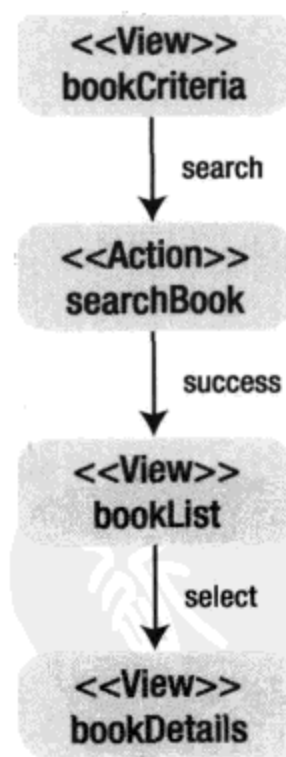 <<View>>
bookCriteria
search
<<Action>>
searchBook
success
<<View>>
bookList
select
<<View>>
bookDetails